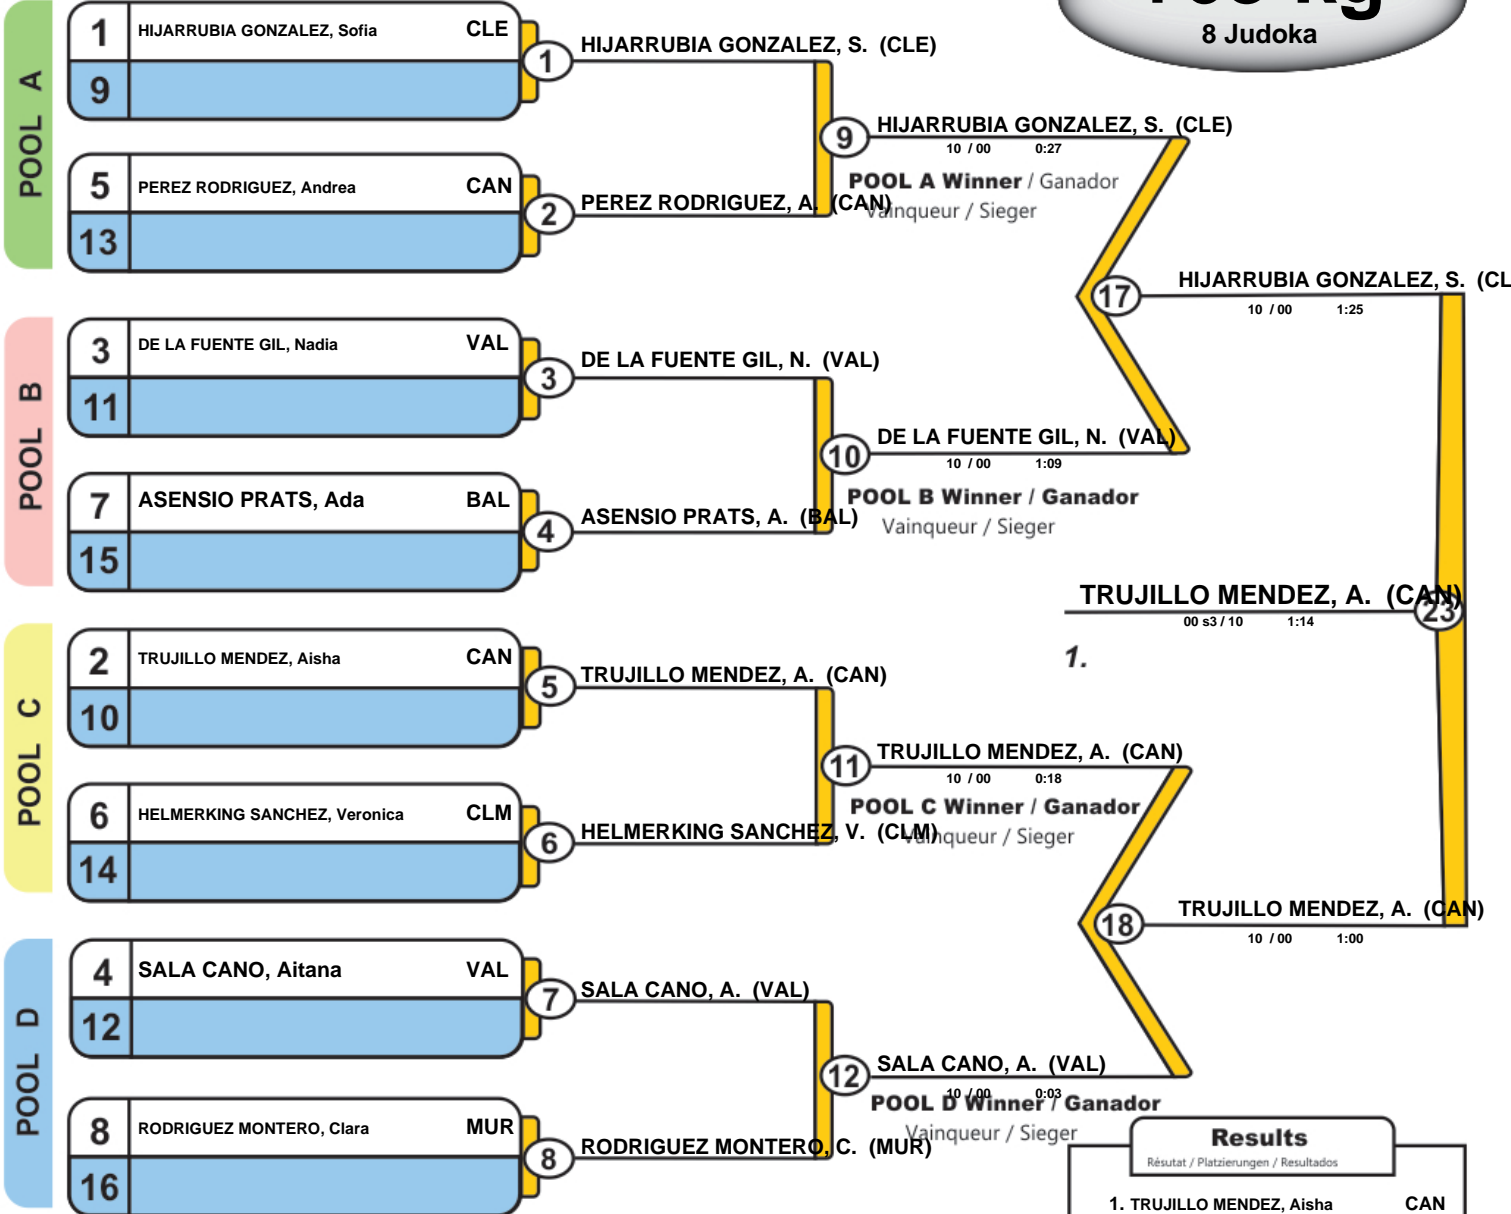 8 Judoka
POOL A
1 HIJARRUBIA GONZALEZ, Sofia CLE
9
1
HIJARRUBIA GONZALEZ, S. (CLE)
5 PEREZ RODRIGUEZ, Andrea CAN
13
2
PEREZ RODRIGUEZ, A. (CAN)
9
HIJARRUBIA GONZALEZ, S. (CLE)
10 / 00 0:27
POOL A Winner / Ganador
Vainqueur / Sieger
POOL B
3 DE LA FUENTE GIL, Nadia VAL
11
3
DE LA FUENTE GIL, N. (VAL)
7 ASENSIO PRATS, Ada BAL
15
4
ASENSIO PRATS, A. (BAL)
10
DE LA FUENTE GIL, N. (VAL)
10 / 00 1:09
POOL B Winner / Ganador
Vainqueur / Sieger
17
HIJARRUBIA GONZALEZ, S. (CL
10 / 00 1:25
TRUJILLO MENDEZ, A. (CAN)
23
00 s3 / 10 1:14
1.
POOL C
2 TRUJILLO MENDEZ, Aisha CAN
10
5
TRUJILLO MENDEZ, A. (CAN)
6 HELMERKING SANCHEZ, Veronica CLM
14
6
HELMERKING SANCHEZ, V. (CLM)
11
TRUJILLO MENDEZ, A. (CAN)
10 / 00 0:18
POOL C Winner / Ganador
Vainqueur / Sieger
18
TRUJILLO MENDEZ, A. (CAN)
10 / 00 1:00
POOL D
4 SALA CANO, Aitana VAL
12
7
SALA CANO, A. (VAL)
8 RODRIGUEZ MONTERO, Clara MUR
16
8
RODRIGUEZ MONTERO, C. (MUR)
12
SALA CANO, A. (VAL)
10 / 00 0:03
POOL D Winner / Ganador
Vainqueur / Sieger
Results
Résutat / Platzierungen / Resultados
1. TRUJILLO MENDEZ, Aisha CAN